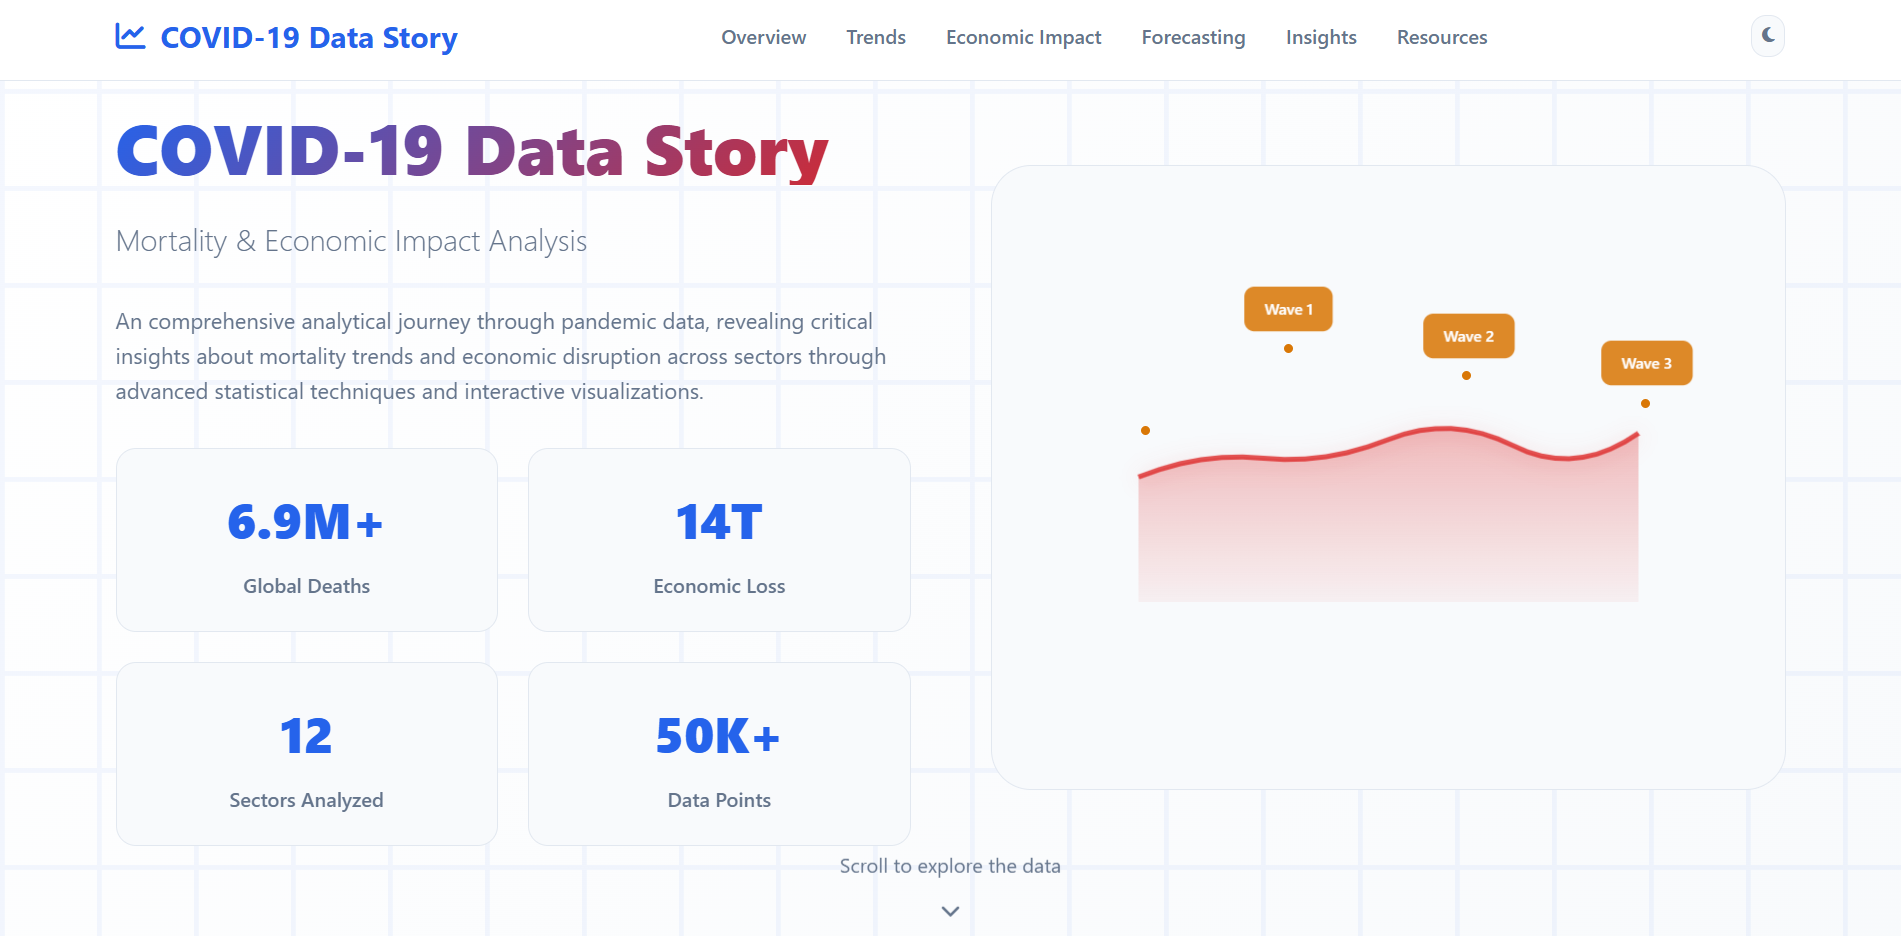 COVID-19 Data Story
Overview
Trends
Economic Impact
Forecasting
Insights
Resources
COVID-19 Data Story
Mortality & Economic Impact Analysis
An comprehensive analytical journey through pandemic data, revealing critical
insights about mortality trends and economic disruption across sectors through
advanced statistical techniques and interactive visualizations.
6.9M+
Global Deaths
14T
Economic Loss
12
Sectors Analyzed
50K+
Data Points
Wave 1
Wave 2
Wave 3
Scroll to explore the data